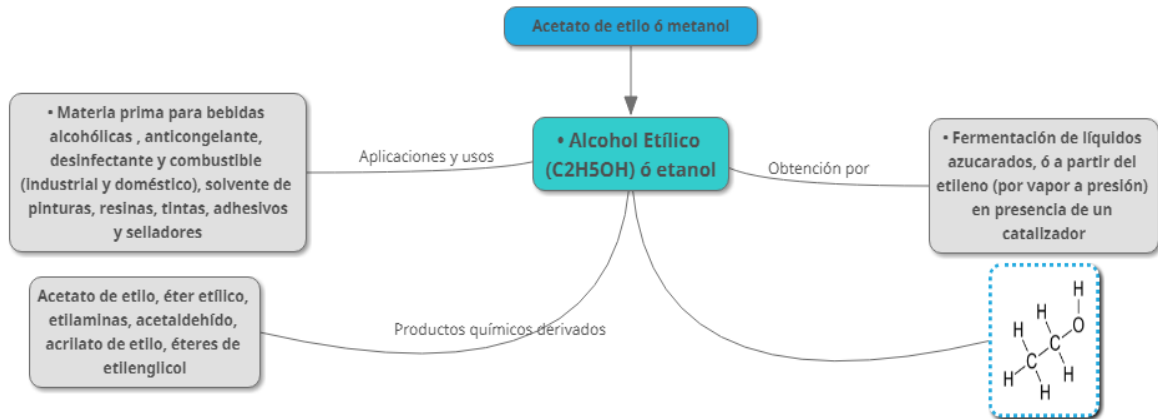 Acetato de etilo ó metanol
• Materia prima para bebidas
alcohólicas , anticongelante,
desinfectante y combustible
(industrial y doméstico), solvente de
pinturas, resinas, tintas, adhesivos
y selladores
Aplicaciones y usos
• Alcohol Etílico
(C2H5OH) ó etanol
Obtención por
• Fermentación de líquidos
azucarados, ó a partir del
etileno (por vapor a presión)
en presencia de un
catalizador
Acetato de etilo, éter etílico,
etilaminas, acetaldehído,
acrilato de etilo, éteres de
etilenglicol
Productos químicos derivados
H
H
H
O
C
C
H
H
H